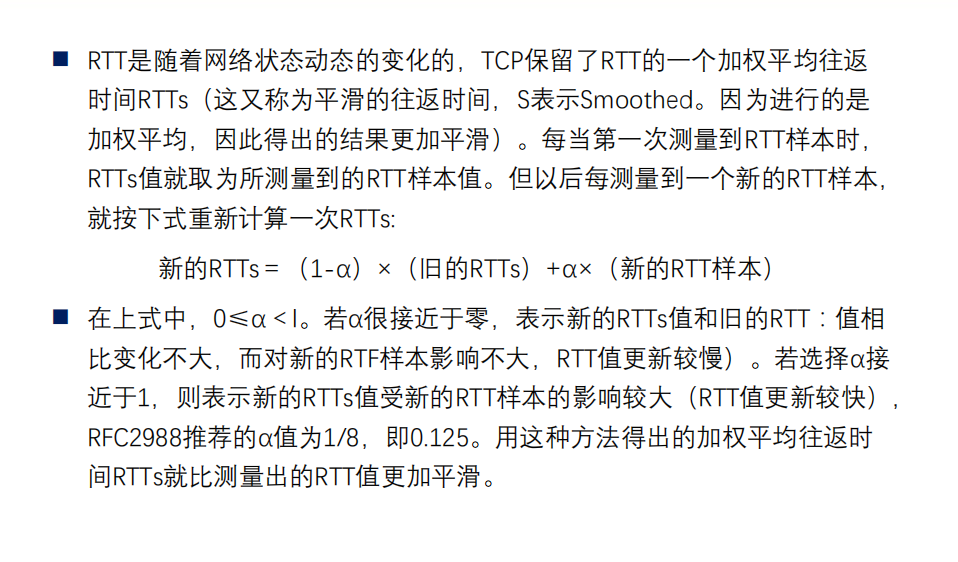 RTT是随着网络状态动态的变化的，TCP保留了RTT的一个加权平均往返
时间RTTs（这又称为平滑的往返时间，S表示Smoothed。因为进行的是
加权平均，因此得出的结果更加平滑）。每当第一次测量到RTT样本时，
RTTs值就取为所测量到的RTT样本值。但以后每测量到一个新的RTT样本，
就按下式重新计算一次RTTs:
新的RTTs＝（1-α）×（旧的RTTs）+α×（新的RTT样本）
在上式中，0≤α＜l。若α很接近于零，表示新的RTTs值和旧的RTT：值相
比变化不大，而对新的RTF样本影响不大，RTT值更新较慢）。若选择α接
近于1，则表示新的RTTs值受新的RTT样本的影响较大（RTT值更新较快），
RFC2988推荐的α值为1/8，即0.125。用这种方法得出的加权平均往返时
间RTTs就比测量出的RTT值更加平滑。